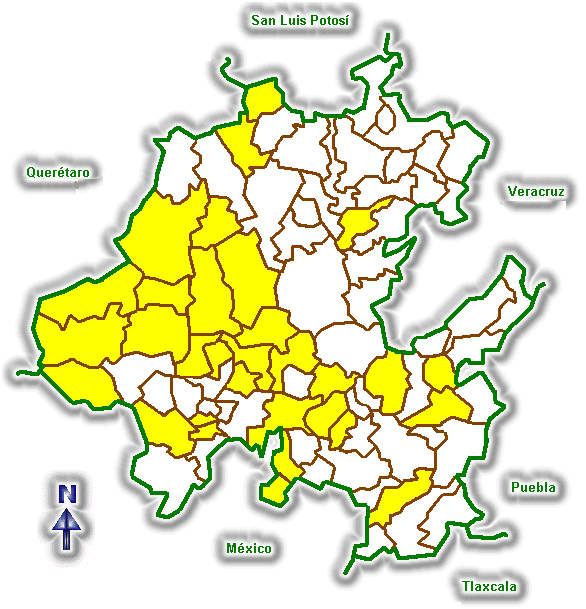 San Luis Potosí
Querétaro
Veracruz
N
Puebla
México
Tlaxcala